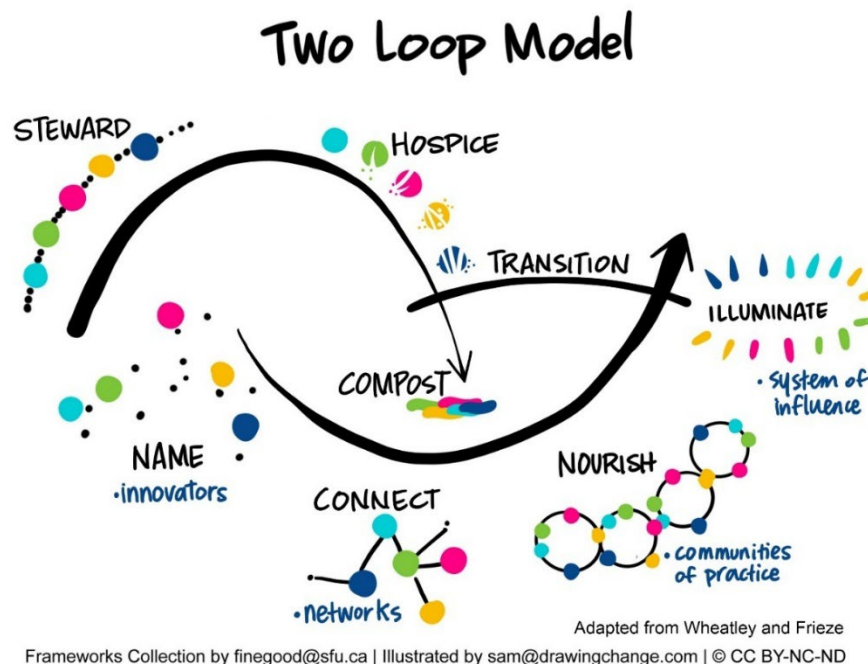 Two Loop Model
STEWARD
HOSPICE
TRANSITION
ILLUMINATE
• system of
influence
COMPOST
NAME
• innovators
CONNECT
• networks
NOURISH
• communities
of practice
Adapted from Wheatley and Frieze
Frameworks Collection by finegood@sfu.ca | Illustrated by sam@drawingchange.com | © CC BY-NC-ND